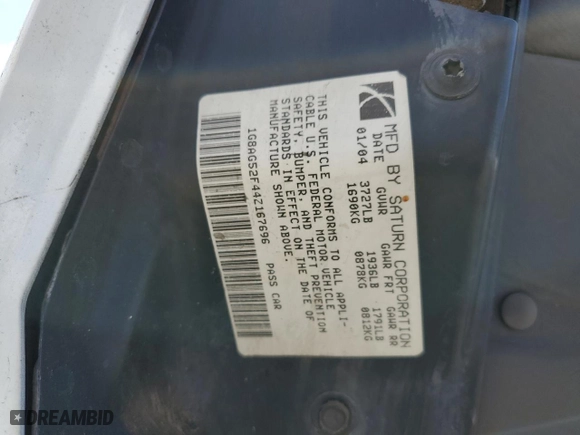 MFD BY SATURN CORPORATION
DATE GVWR GAWR FRT GAWR RR
01/04 3727LB 1936LB 1791LB
1690KG 0878KG 0812KG
THIS VEHICLE CONFORMS TO ALL APPLI-
CABLE U.S. FEDERAL MOTOR VEHICLE
SAFETY, BUMPER, AND THEFT PREVENTION
STANDARDS IN EFFECT ON THE DATE OF
MANUFACTURE SHOWN ABOVE.
1G8AG52F44Z167696 PASS CAR
DREAMBID